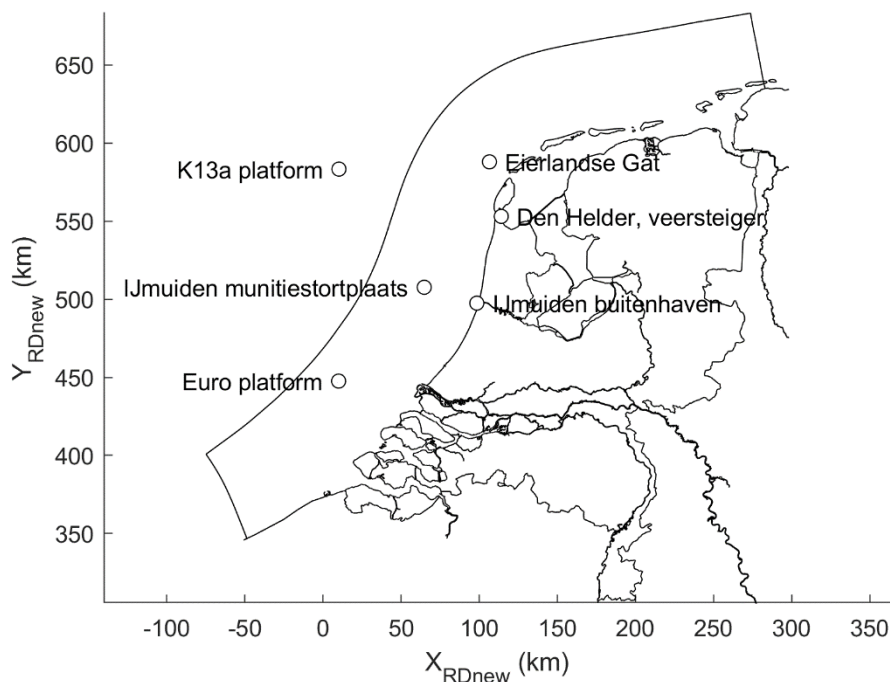 650
600
550
500
450
400
350
Y_RDnew (km)
K13a platform
Eierlandse Gat
Den Helder, veersteiger
IJmuiden munitiestortplaats
IJmuiden buitenhaven
Euro platform
-100
-50
0
50
100
150
200
250
300
350
X_RDnew (km)